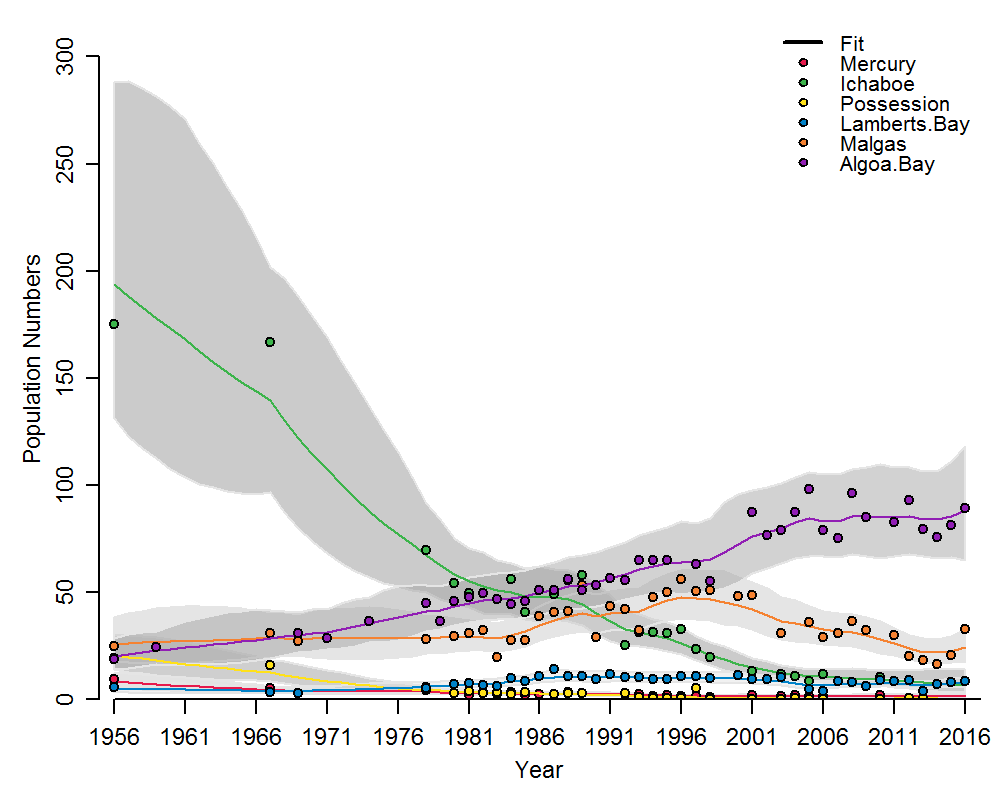 Fit
Mercury
Ichaboe
Possession
Lamberts.Bay
Malgas
Algoa.Bay
Population Numbers
300
250
200
150
100
50
0
1956 1961 1966 1971 1976 1981 1986 1991 1996 2001 2006 2011 2016
Year